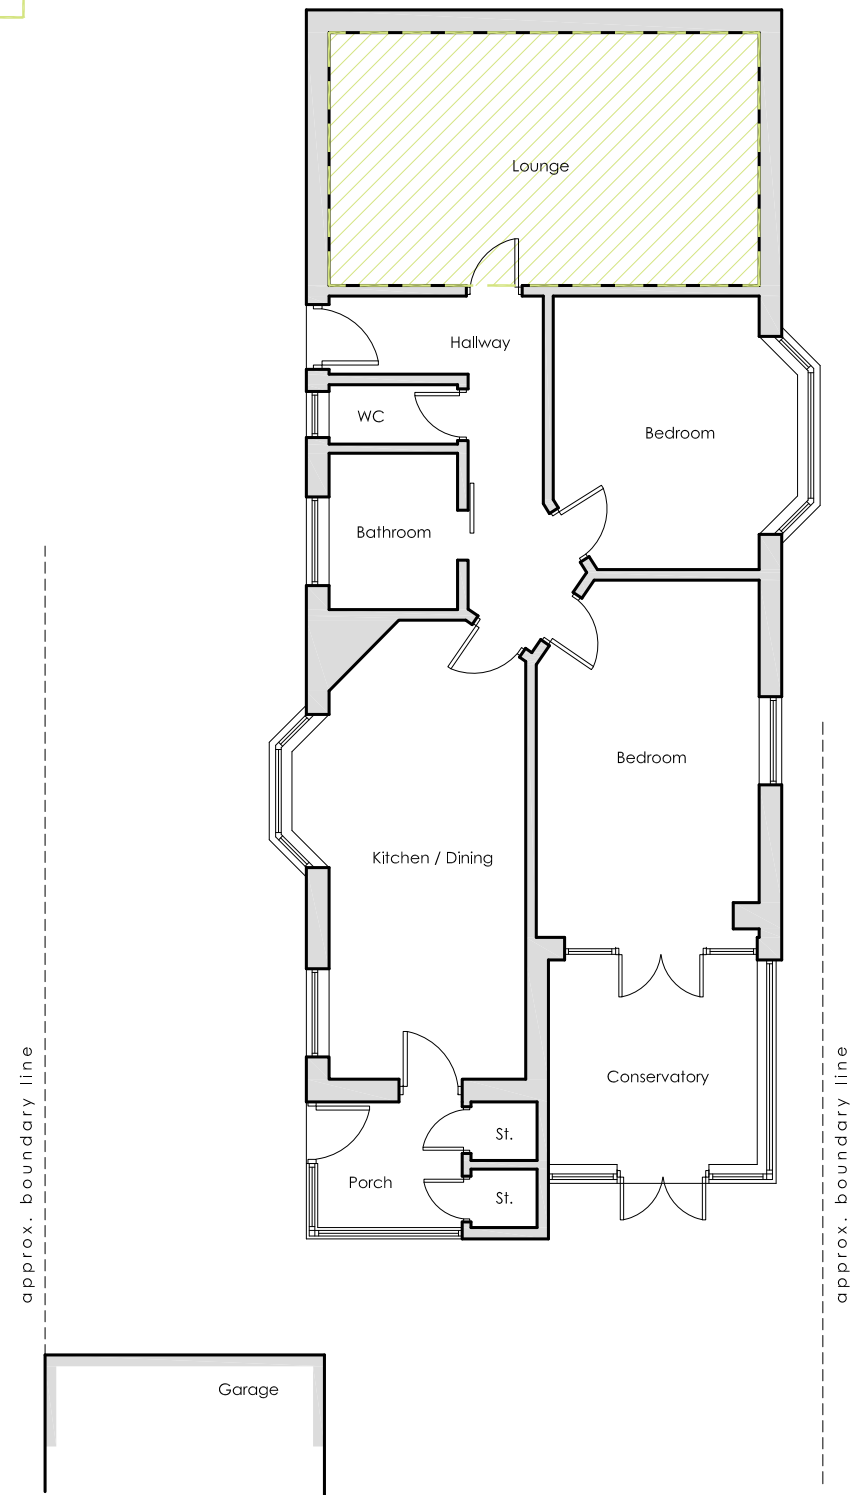 Lounge
Hallway
WC
Bedroom
Bathroom
Bedroom
Kitchen / Dining
approx. boundary line
Conservatory
approx. boundary line
St.
Porch
St.
Garage